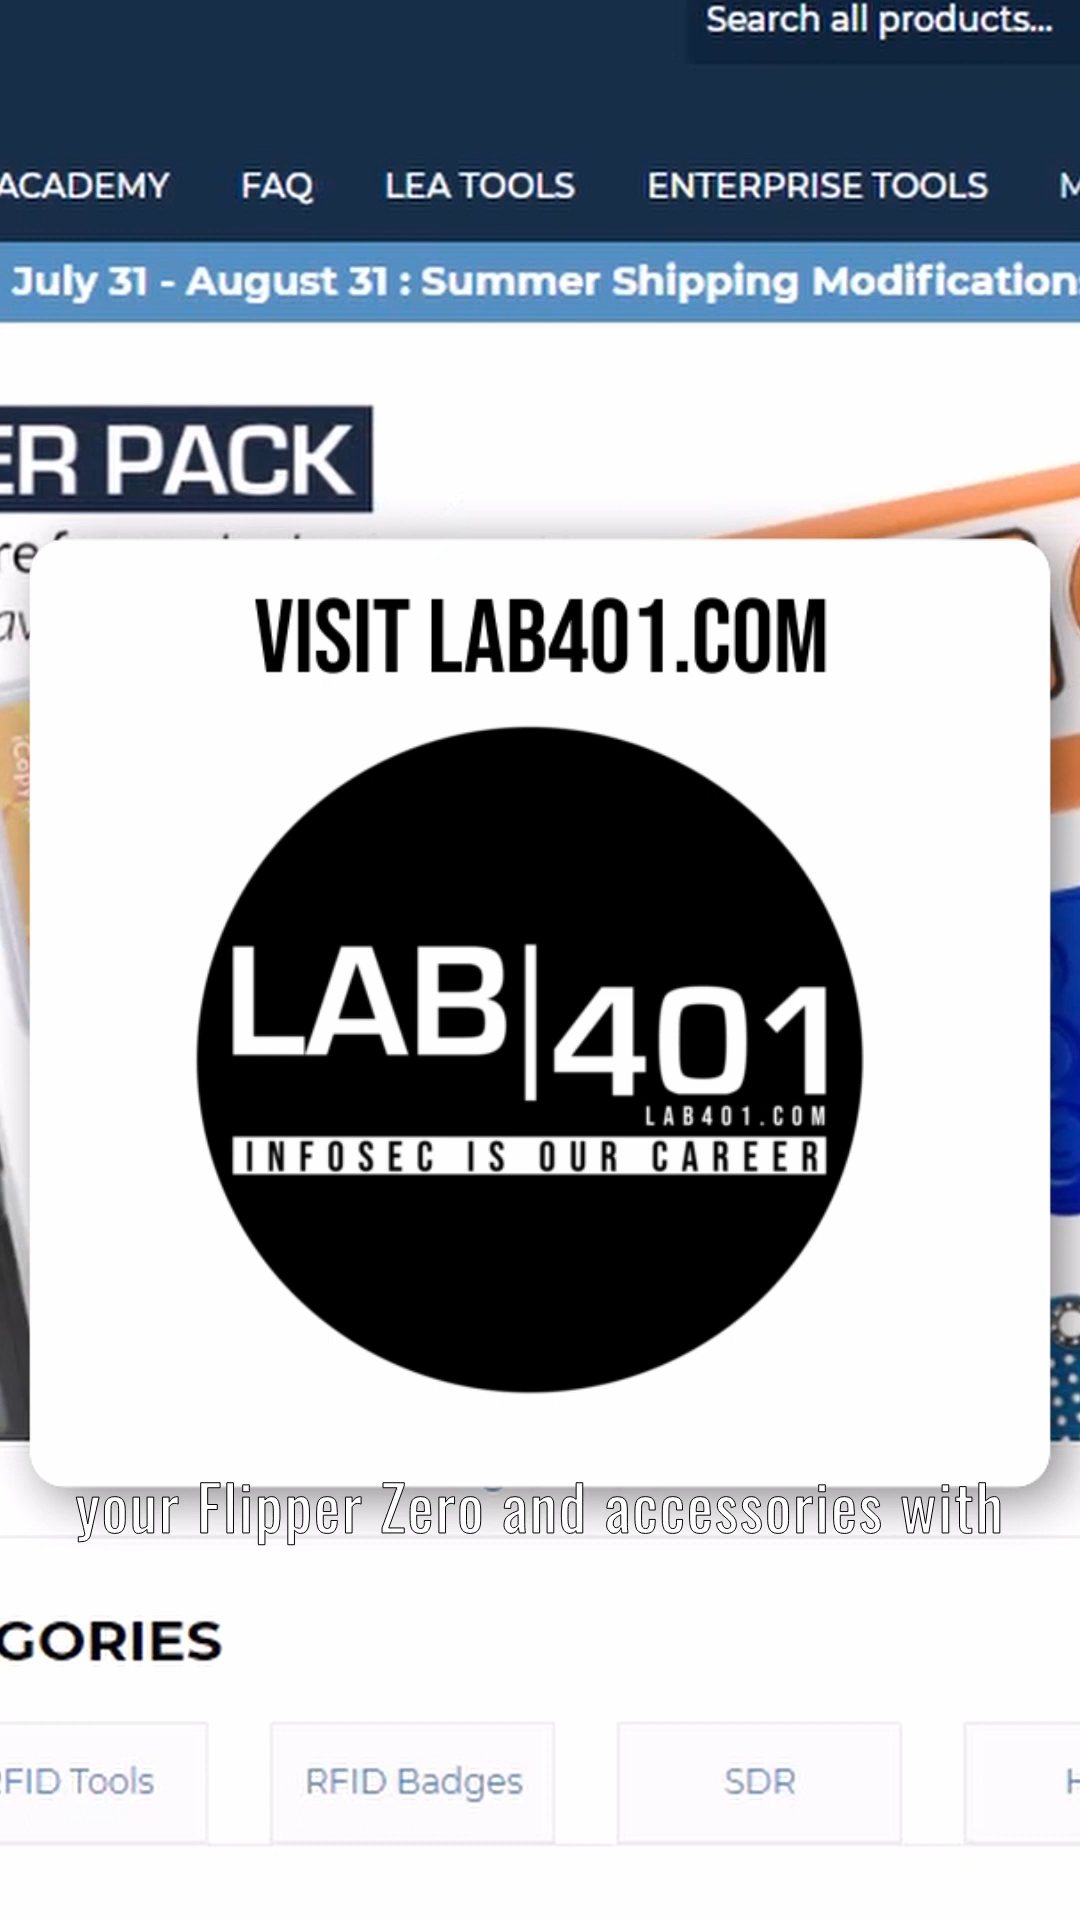 Search all products...
ACADEMY FAQ LEA TOOLS ENTERPRISE TOOLS M
July 31 - August 31 : Summer Shipping Modifications
ER PACK
VISIT LAB401.COM
LAB|401
LAB401.COM
INFOSEC IS OUR CAREER
your Flipper Zero and accessories with
GORIES
RFID Tools
RFID Badges
SDR
H